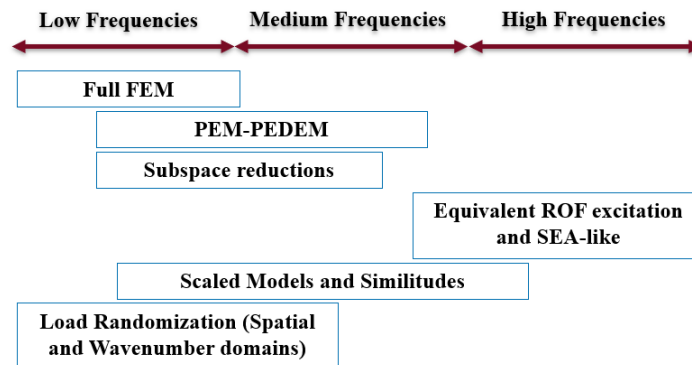 Low Frequencies Medium Frequencies High Frequencies
Full FEM
PEM-PEDEM
Subspace reductions
Equivalent ROF excitation
and SEA-like
Scaled Models and Similitudes
Load Randomization (Spatial
and Wavenumber domains)